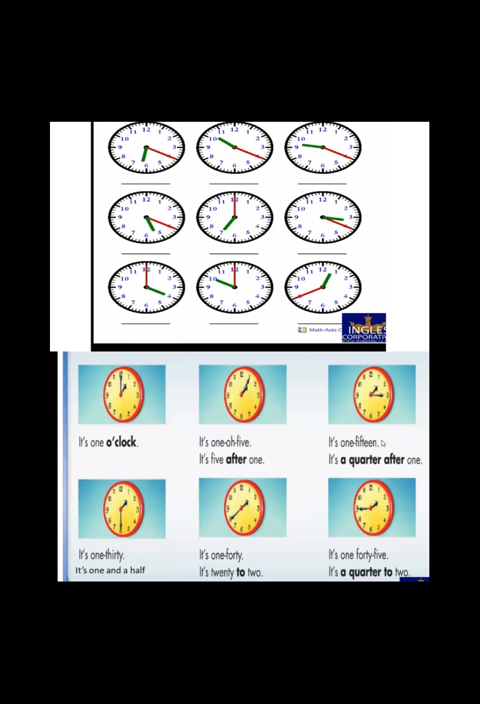 Math-Aids.C
INGLES
CORPORATIV
It's one o'clock.
It's one-oh-five.
It's five after one.
It's one-fifteen.
It's a quarter after one.
It's one-thirty.
It's one and a half
It's one-forty.
It's twenty to two.
It's one forty-five.
It's a quarter to two.